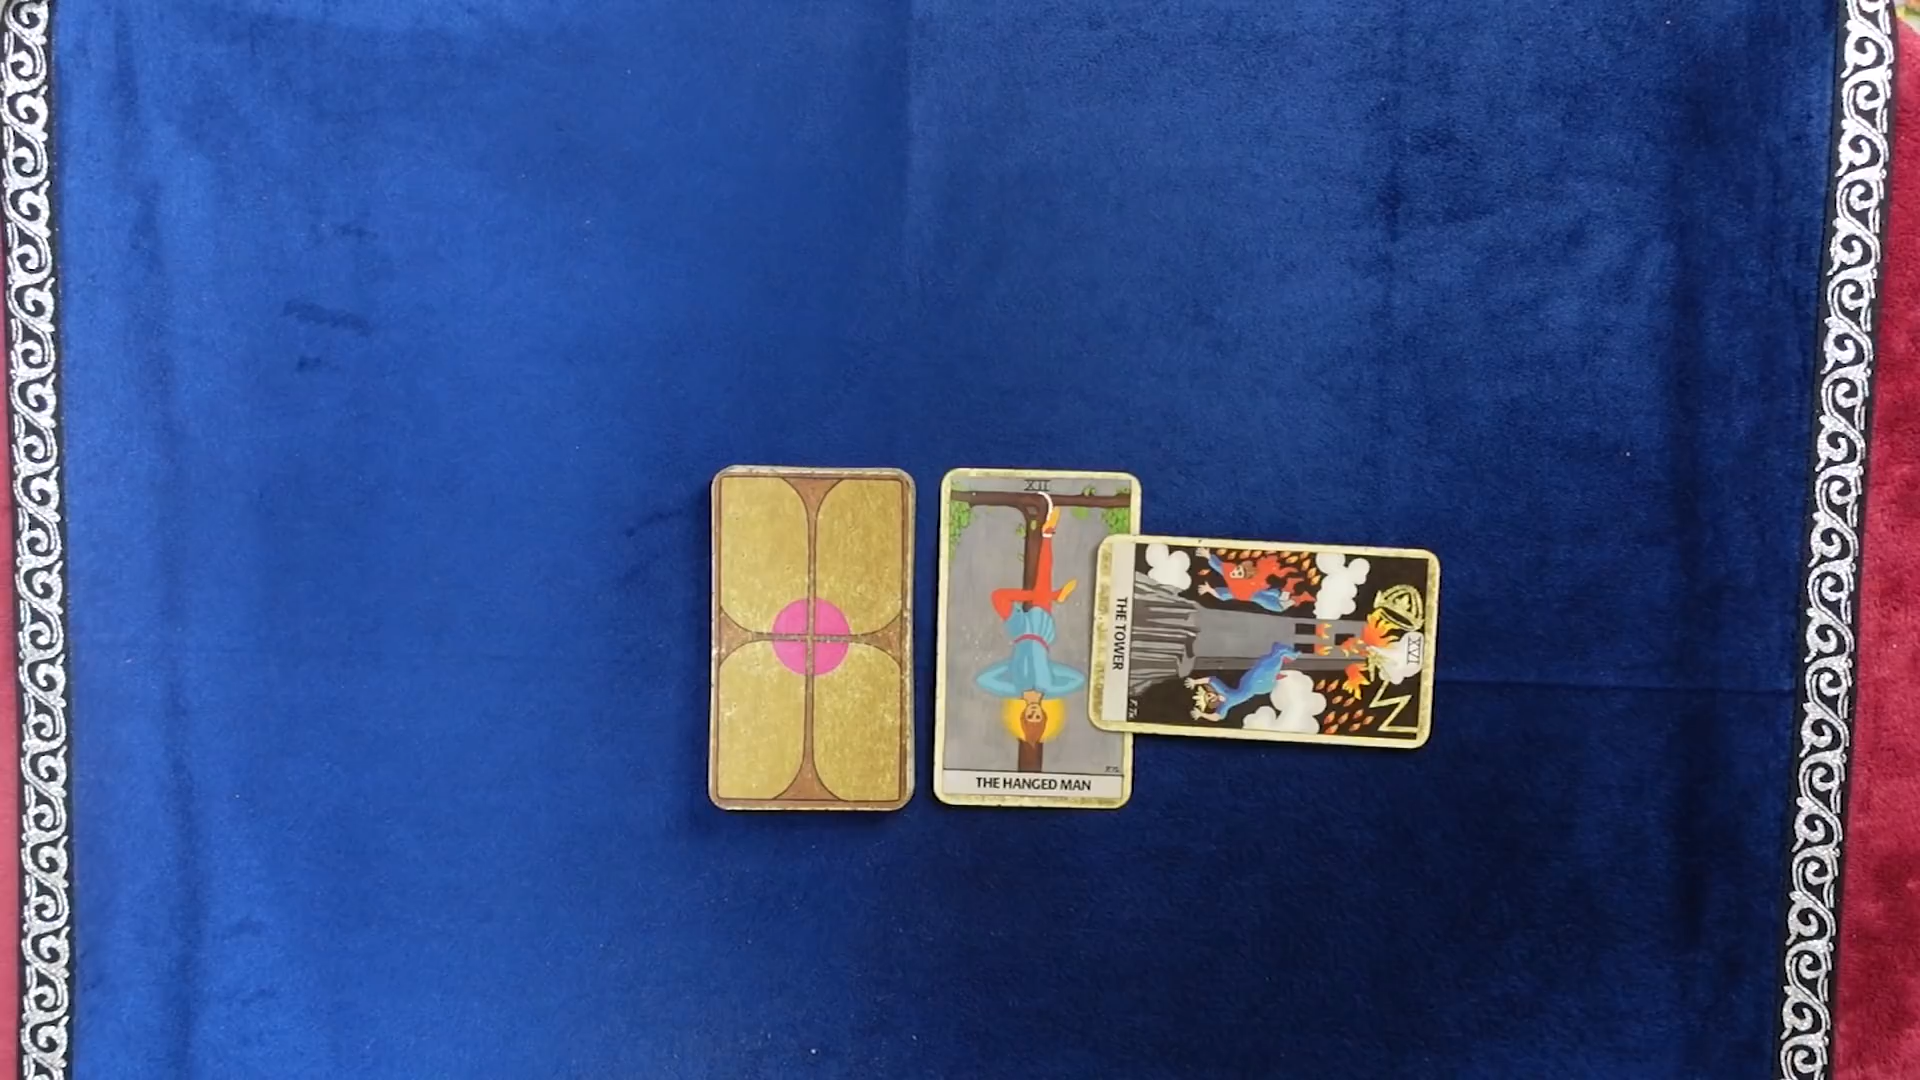 XII
THE HANGED MAN
THE TOWER
XVI